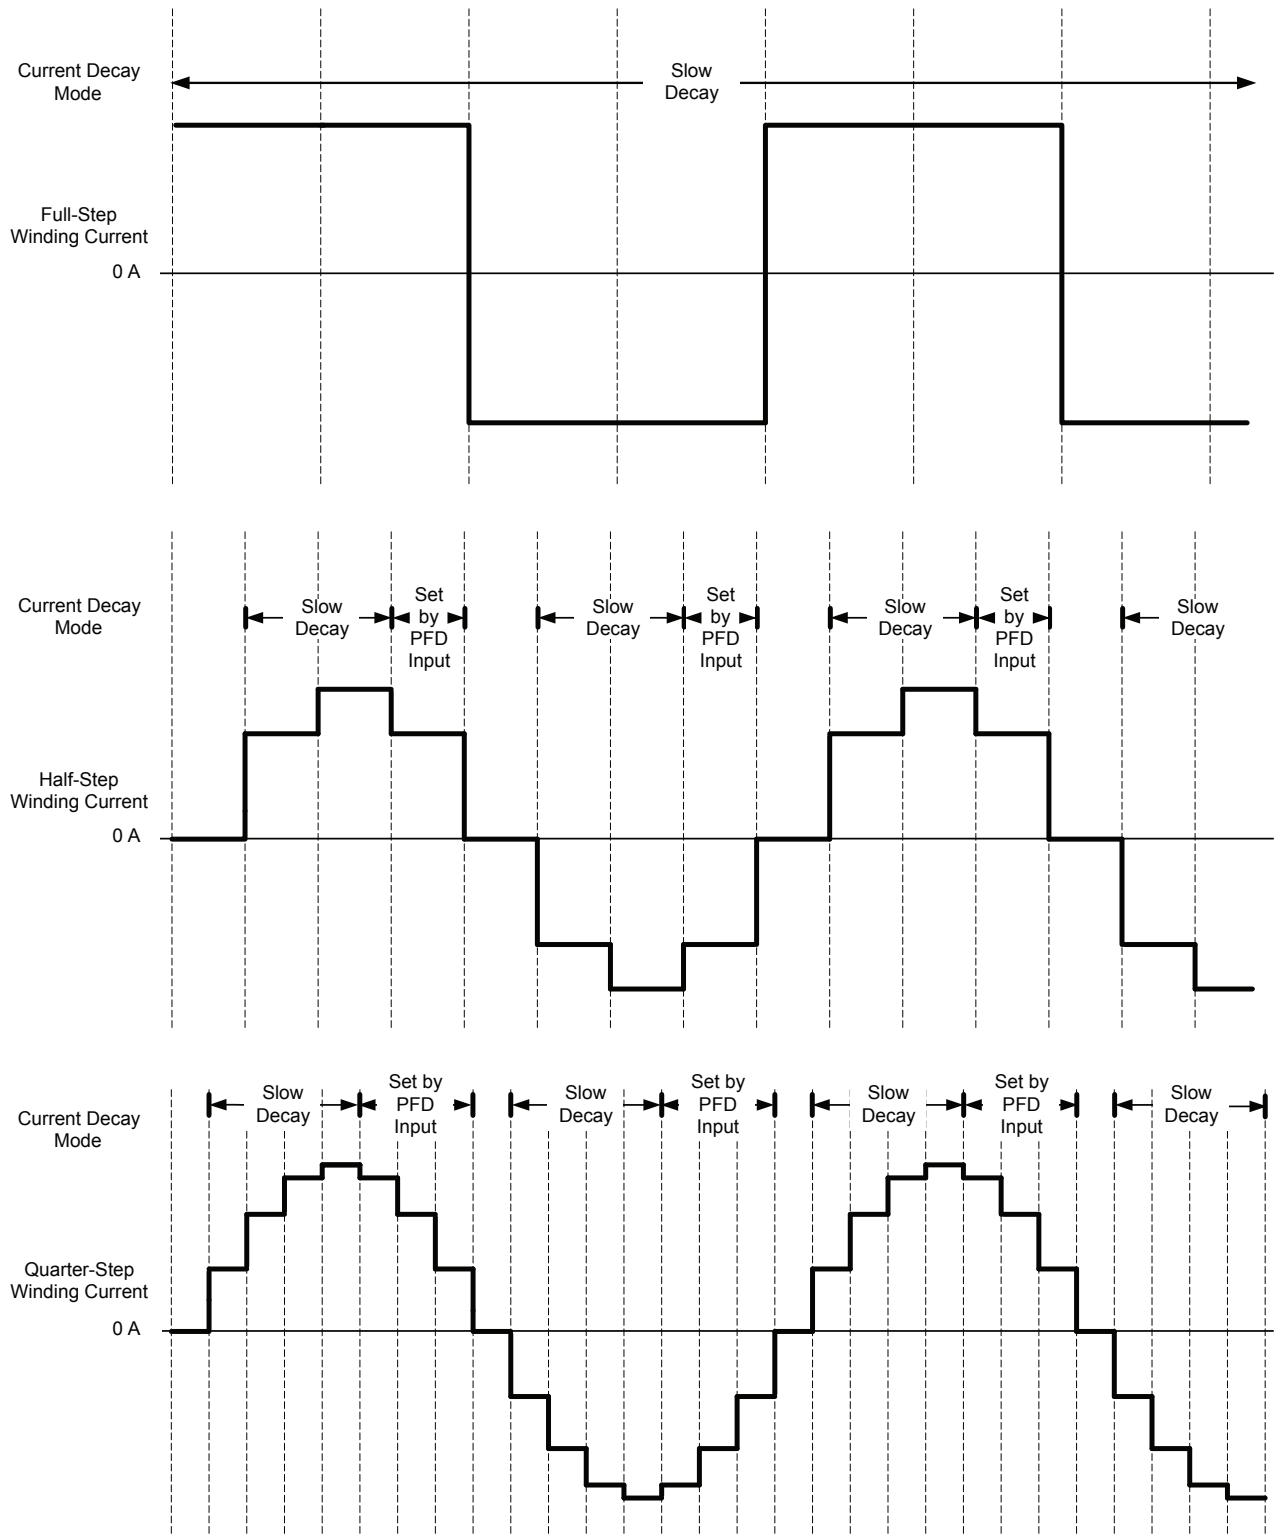 Current Decay
Mode
Slow
Decay
Full-Step
Winding Current
0 A
Current Decay
Mode
Slow
Decay
Set
by
PFD
Input
Slow
Decay
Set
by
PFD
Input
Slow
Decay
Set
by
PFD
Input
Slow
Decay
Half-Step
Winding Current
0 A
Current Decay
Mode
Slow
Decay
Set by
PFD
Input
Slow
Decay
Set by
PFD
Input
Slow
Decay
Set by
PFD
Input
Slow
Decay
Quarter-Step
Winding Current
0 A